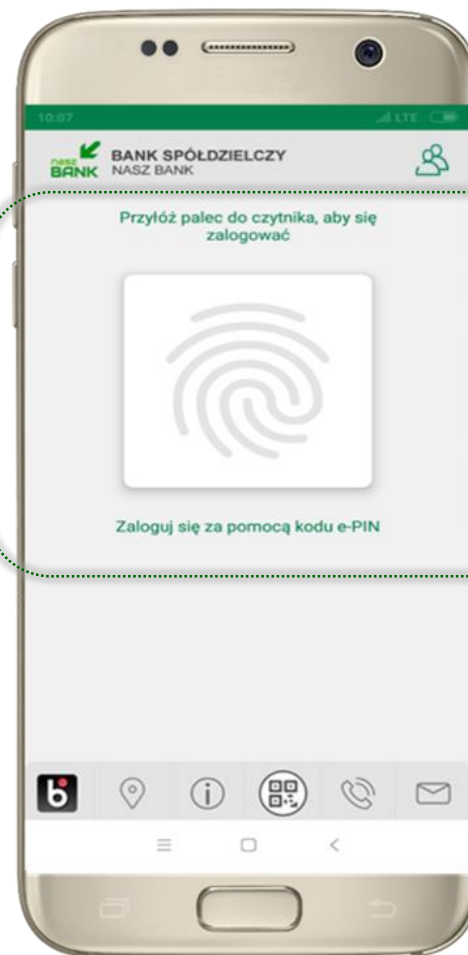 10:07
LTE
nasz
BANK
BANK SPÓŁDZIELCZY
NASZ BANK
Przyłóż palec do czytnika, aby się
zalogować
Zaloguj się za pomocą kodu e-PIN